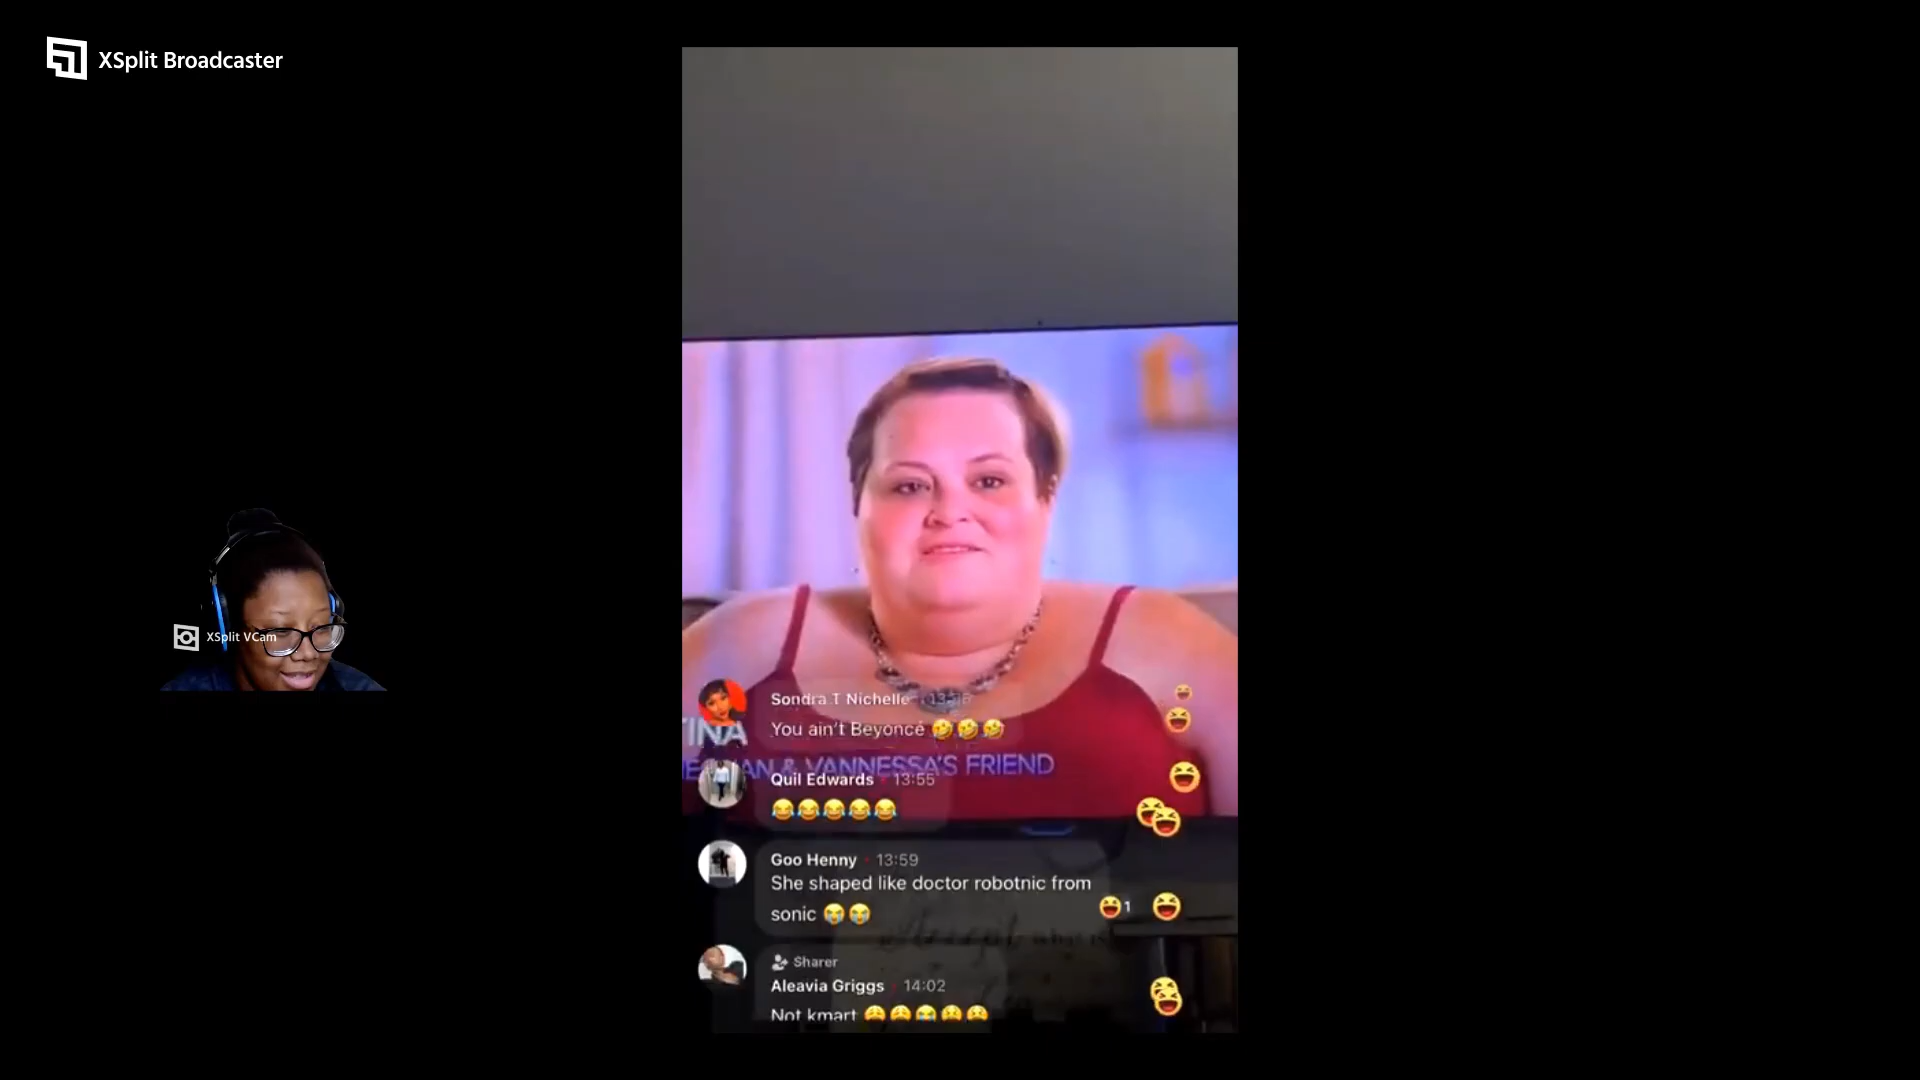 XSplit Broadcaster
XSplit VCam
Sondra T Nichelle
You ain't Beyoncé 🤣🤣🤣
TINA
& VANNESSA'S FRIEND
Quil Edwards 13:55
😂😂😂😂😂
Goo Henny 13:59
She shaped like doctor robotnic from
sonic 😭😭
1
Sharer
Aleavia Griggs 14:02
Not kmart